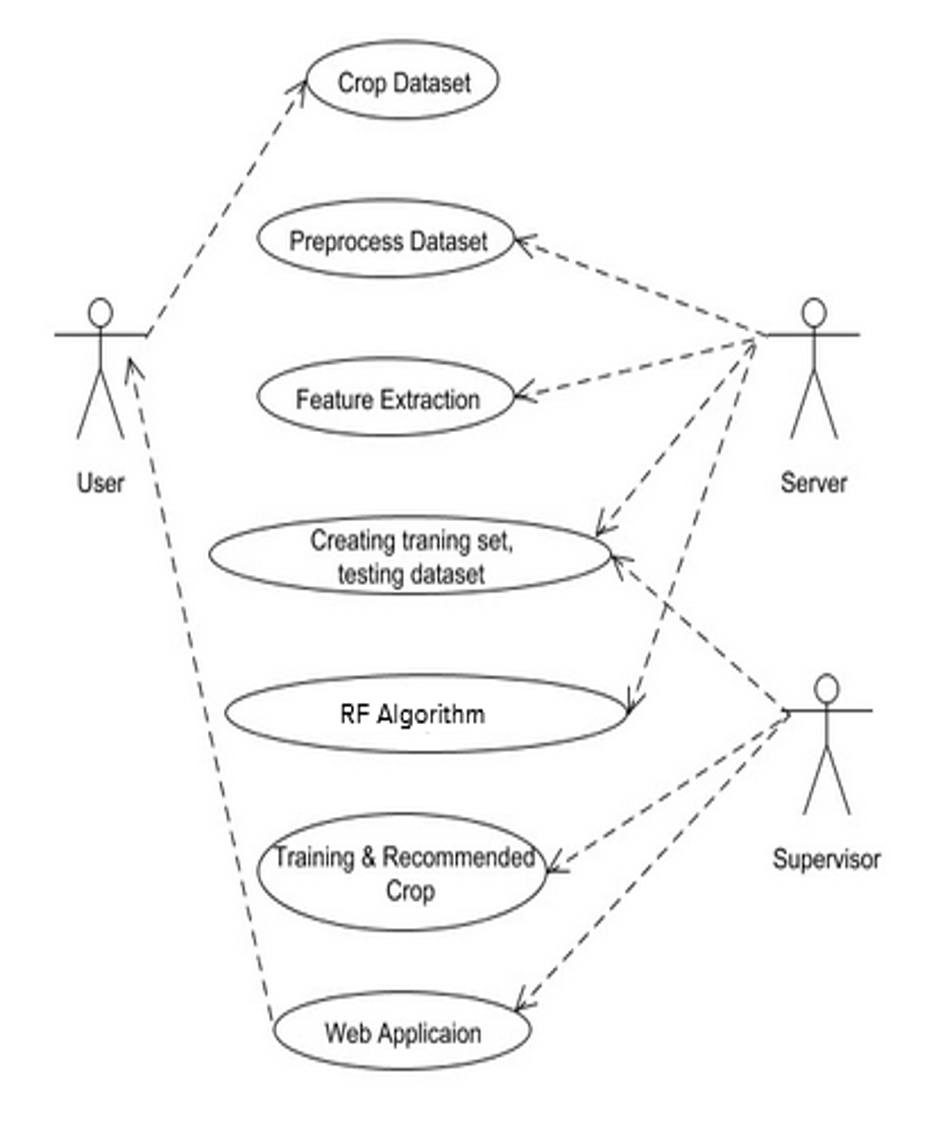 Crop Dataset
Preprocess Dataset
Feature Extraction
User
Server
Creating traning set,
testing dataset
RF Algorithm
Training & Recommended
Crop
Supervisor
Web Applicaion